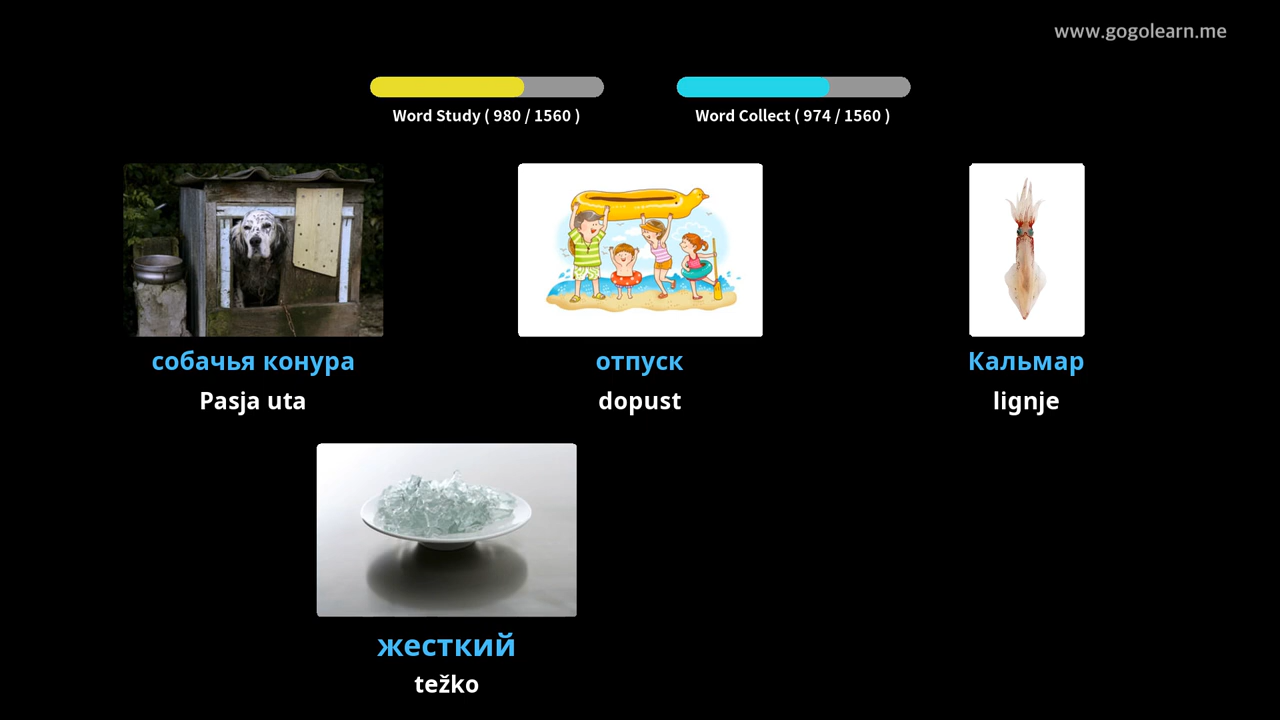 www.gogolearn.me
Word Study ( 980 / 1560 )
Word Collect ( 974 / 1560 )
собачья конура
Pasja uta
отпуск
dopust
Кальмар
lignje
жесткий
težko